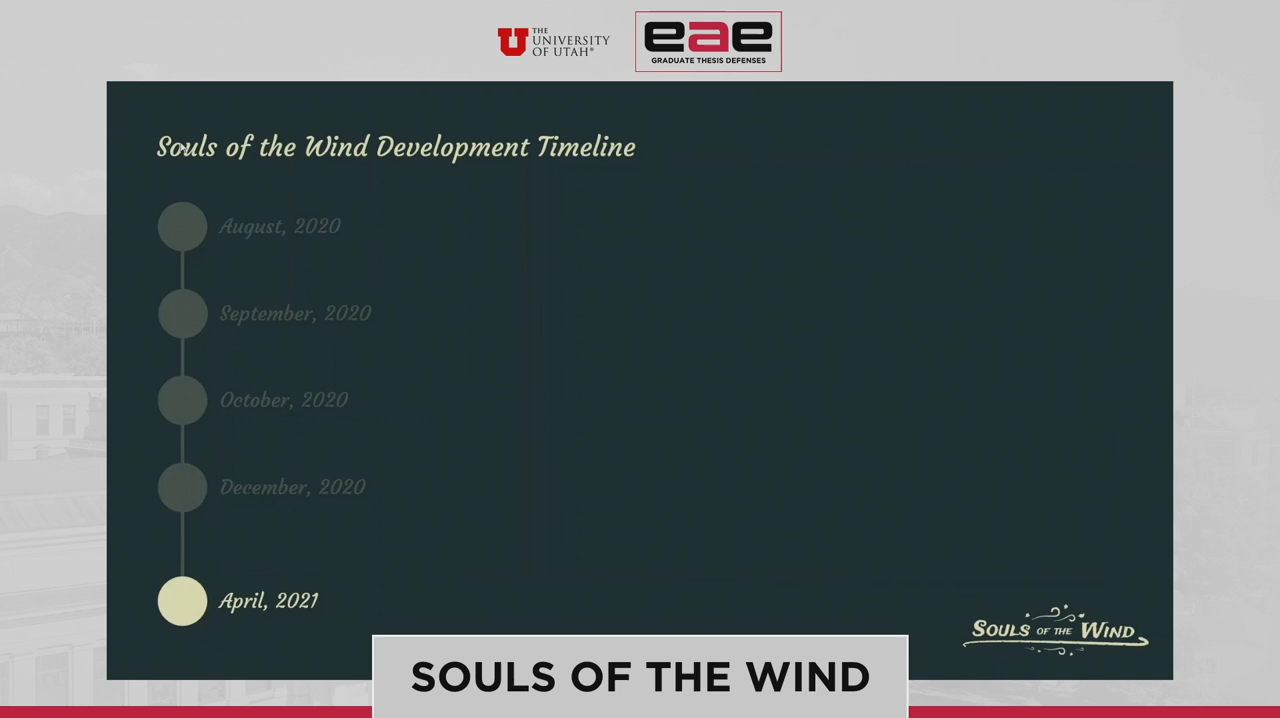 THE
UNIVERSITY
OF UTAH®
eae
GRADUATE THESIS DEFENSES
Souls of the Wind Development Timeline
August, 2020
September, 2020
October, 2020
December, 2020
April, 2021
SOULS OF THE WIND
SOULS OF THE WIND